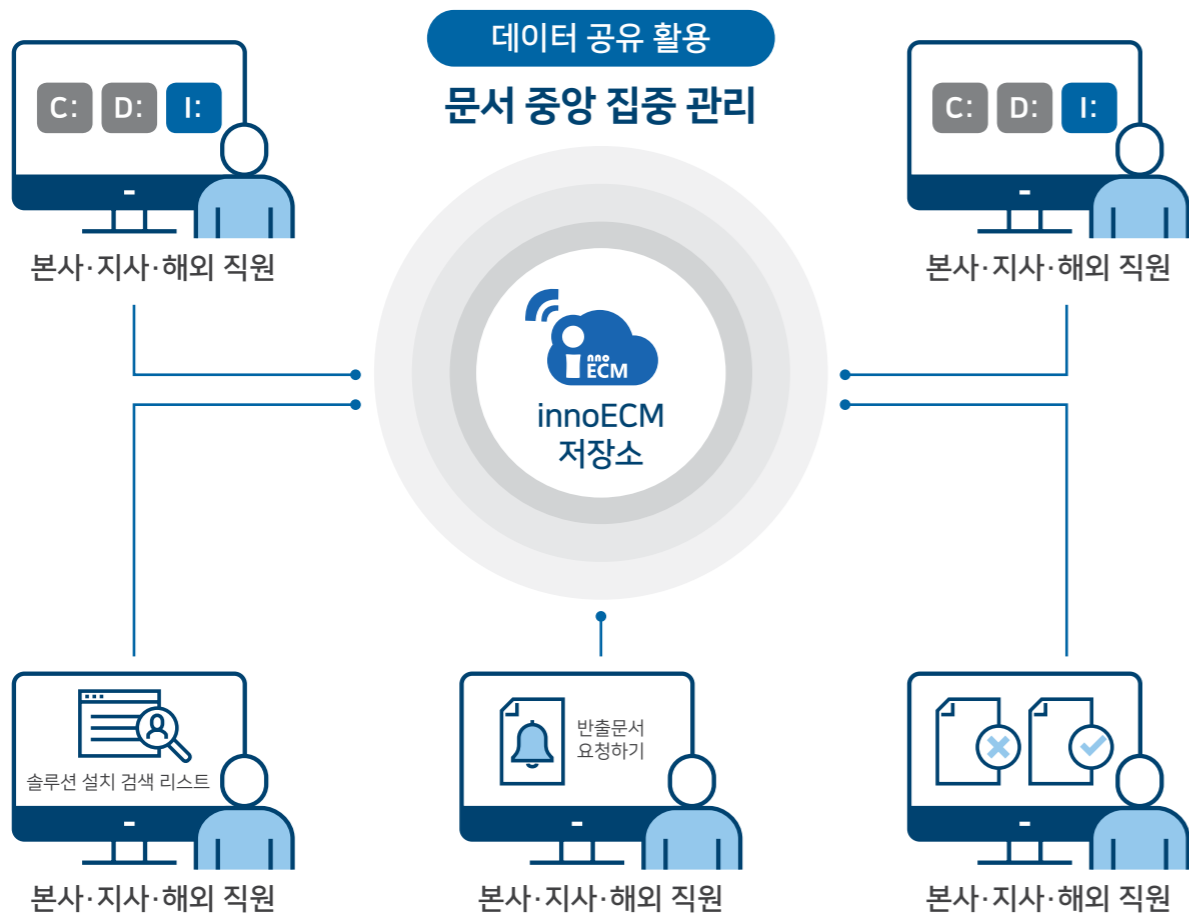 데이터 공유 활용
문서 중앙 집중 관리
C: D: I:
본사·지사·해외 직원
C: D: I:
본사·지사·해외 직원
inno
ECM
innoECM
저장소
솔루션 설치 검색 리스트
본사·지사·해외 직원
반출문서
요청하기
본사·지사·해외 직원
본사·지사·해외 직원